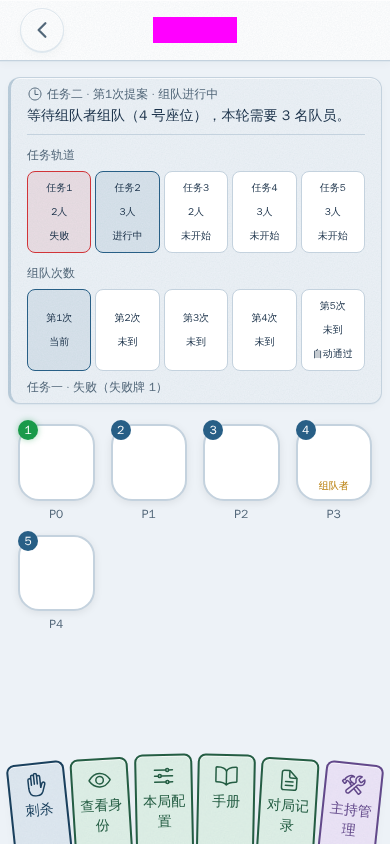 任务二 · 第1次提案 · 组队进行中
等待组队者组队（4 号座位），本轮需要 3 名队员。
任务轨道
任务1 任务2 任务3 任务4 任务5
2人 3人 2人 3人 3人
失败 进行中 未开始 未开始 未开始
组队次数
第1次 第2次 第3次 第4次 第5次
当前 未到 未到 未到 未到
自动通过
任务一 · 失败（失败牌 1）
1 2 3 4
组队者
P0 P1 P2 P3
5
P4
刺杀 查看身份 本局配置 手册 对局记录 主持管理